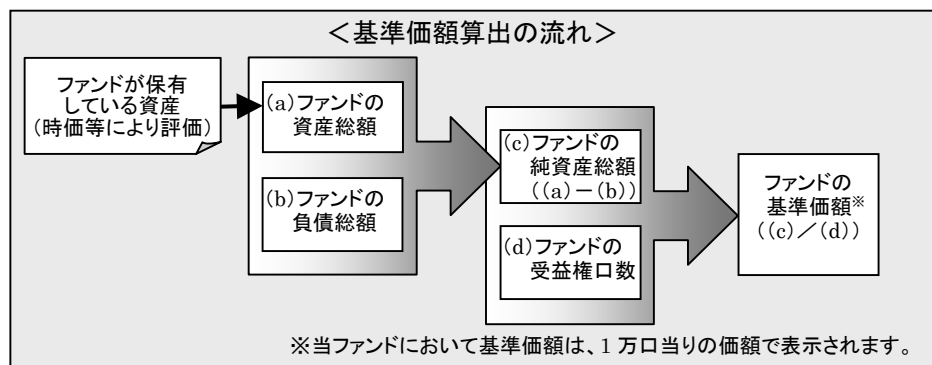 ＜基準価額算出の流れ＞
ファンドが保有
している資産
(時価等により評価)
(a)ファンドの
資産総額
(b)ファンドの
負債総額
(c)ファンドの
純資産総額
((a)－(b))
(d)ファンドの
受益権口数
ファンドの
基準価額※
((c)／(d))
※当ファンドにおいて基準価額は、1万口当りの価額で表示されます。